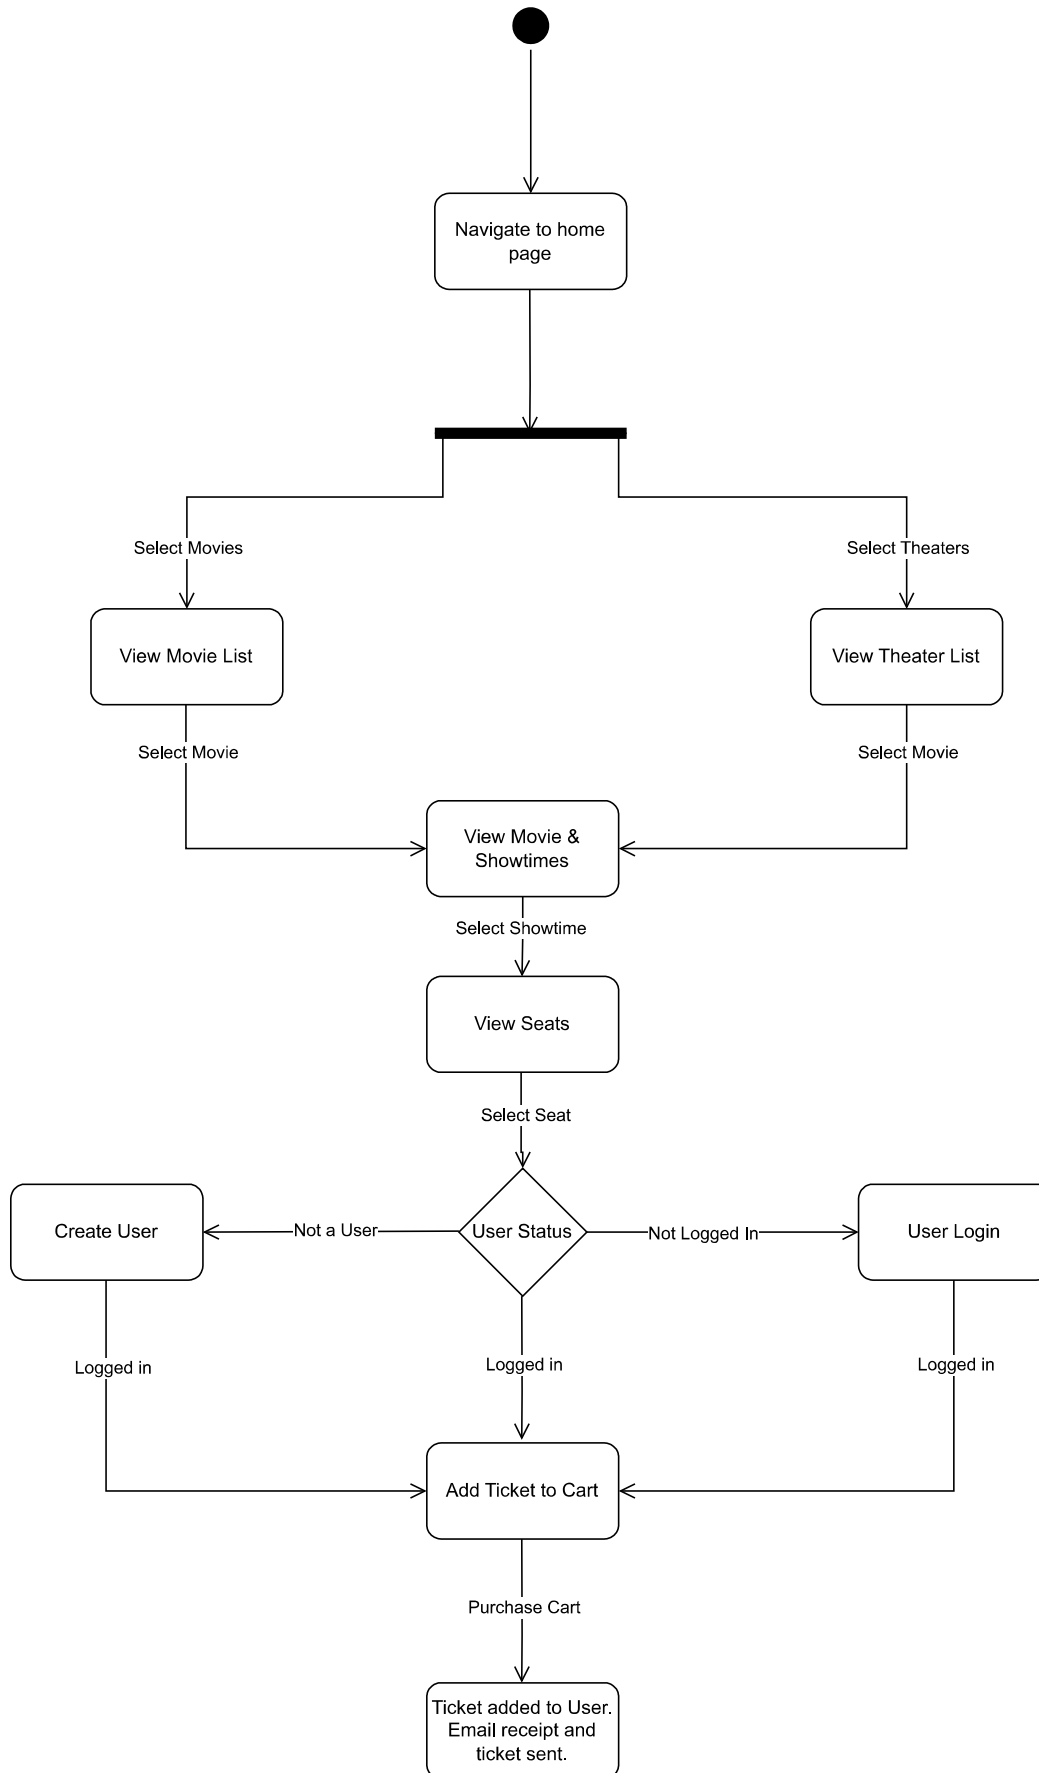 Navigate to home
page
Select Movies
Select Theaters
View Movie List
View Theater List
Select Movie
Select Movie
View Movie &
Showtimes
Select Showtime
View Seats
Select Seat
Create User
Not a User
User Status
Not Logged In
User Login
Logged in
Logged in
Logged in
Add Ticket to Cart
Purchase Cart
Ticket added to User.
Email receipt and
ticket sent.